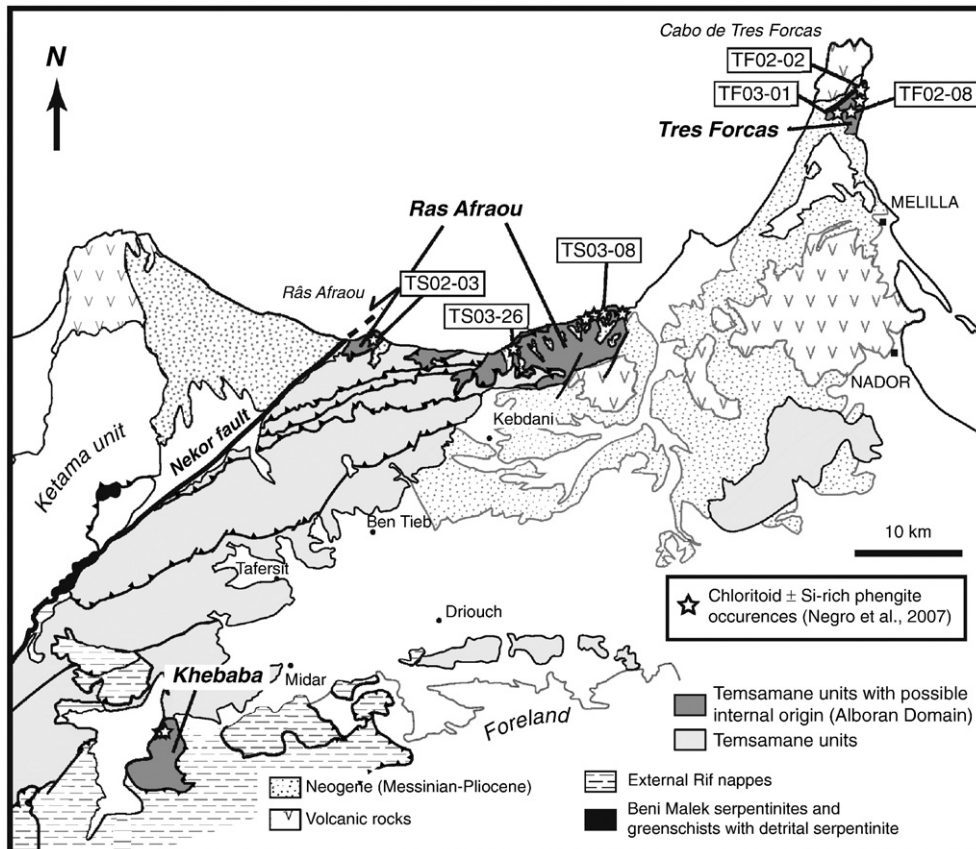 Cabo de Tres Forcas
N
TF02-02
TF03-01
TF02-08
Tres Forcas
MELILLA
Ras Afraou
TS03-08
Râs Afraou
TS02-03
TS03-26
NADOR
Kebdani
Nekor fault
Ketama unit
Ben Tieb
10 km
Tafersit
Chloritoid ± Si-rich phengite
occurences (Negro et al., 2007)
Driouch
Khebaba
Midar
Foreland
Temsamane units with possible
internal origin (Alboran Domain)
Temsamane units
Neogene (Messinian-Pliocene)
External Rif nappes
Volcanic rocks
Beni Malek serpentinites and
greenschists with detrital serpentinite
V